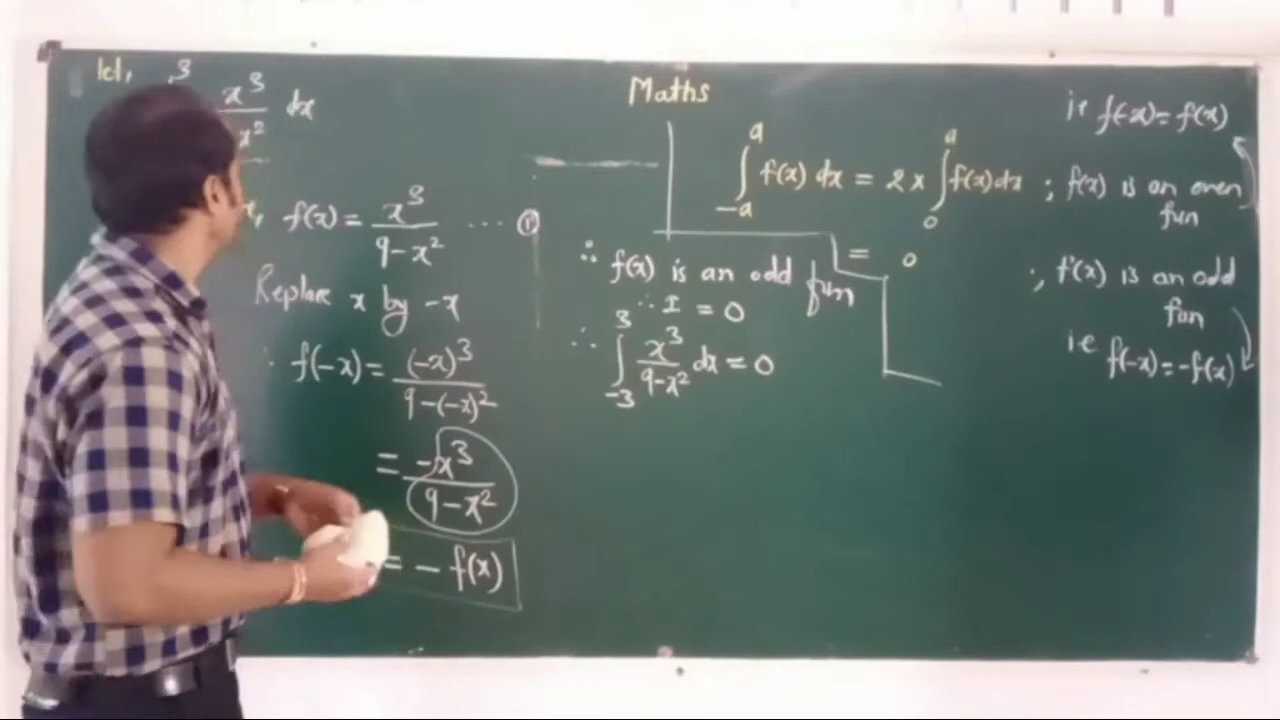 Maths
let, 3
x³ dx
x²
f(x) = x³/9-x² .... ①
Replace x by -x
∴ f(-x) = (-x)³/9-(-x)²
= -x³/9-x²
= - f(x)
∫_{-a}^{a} f(x) dx = 2 x ∫_{0}^{a} f(x) dx ; f(x) is an even fun
ie f(-x) = f(x)
= 0 ; f(x) is an odd fun
ie f(-x) = -f(x)
∴ f(x) is an odd fun
∴ I = 0
∴ ∫_{-3}^{3} x³/9-x² dx = 0